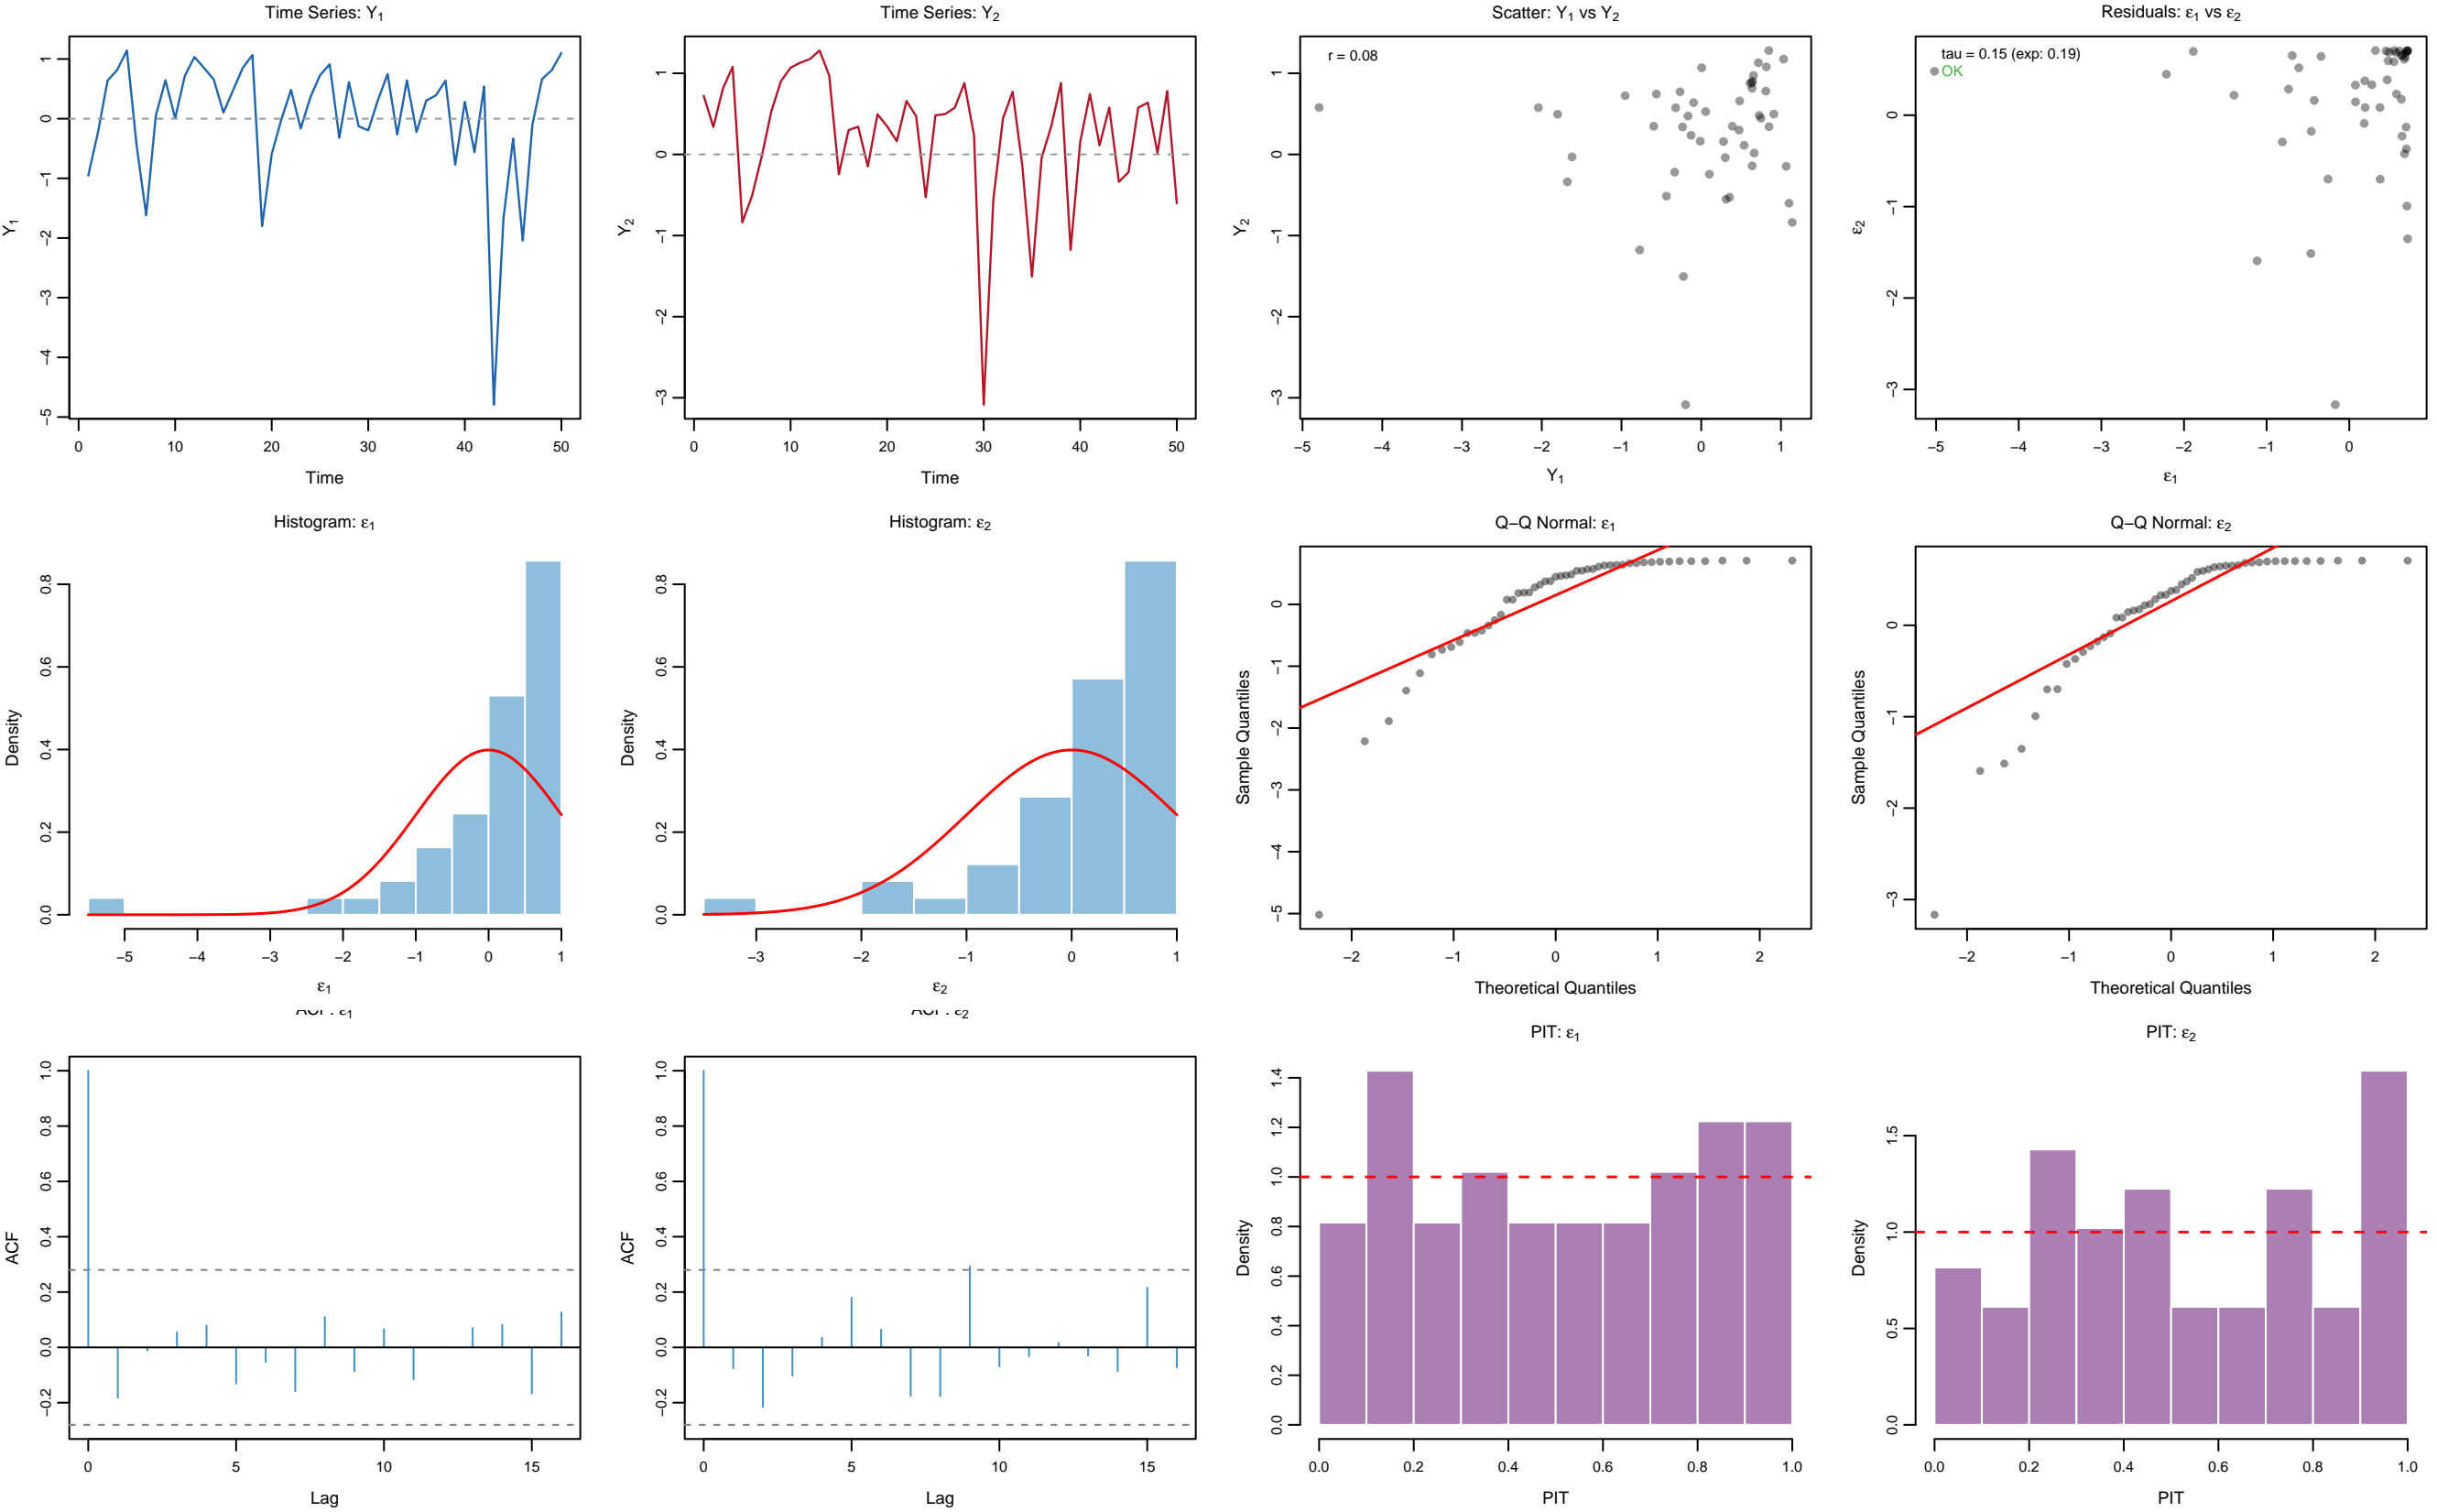 Time Series: Y₁
1
0
−1
−2
−3
−4
−5
Y₁
0 10 20 30 40 50
Time
Time Series: Y₂
1
0
−1
−2
−3
Y₂
0 10 20 30 40 50
Time
Scatter: Y₁ vs Y₂
r = 0.08
1
0
−1
−2
−3
Y₂
−5 −4 −3 −2 −1 0 1
Y₁
Residuals: ε₁ vs ε₂
tau = 0.15 (exp: 0.19)
OK
0
−1
−2
−3
ε₂
−5 −4 −3 −2 −1 0
ε₁
Histogram: ε₁
0.8
0.6
0.4
0.2
0.0
Density
−5 −4 −3 −2 −1 0 1
ε₁
Histogram: ε₂
0.8
0.6
0.4
0.2
0.0
Density
−3 −2 −1 0 1
ε₂
Q−Q Normal: ε₁
0
−1
−2
−3
−4
−5
Sample Quantiles
−2 −1 0 1 2
Theoretical Quantiles
Q−Q Normal: ε₂
0
−1
−2
−3
Sample Quantiles
−2 −1 0 1 2
Theoretical Quantiles
ACF: ε₁
1.0
0.8
0.6
0.4
0.2
0.0
−0.2
ACF
0 5 10 15
Lag
ACF: ε₂
1.0
0.8
0.6
0.4
0.2
0.0
−0.2
ACF
0 5 10 15
Lag
PIT: ε₁
1.4
1.2
1.0
0.8
0.6
0.4
0.2
0.0
Density
0.0 0.2 0.4 0.6 0.8 1.0
PIT
PIT: ε₂
1.5
1.0
0.5
0.0
Density
0.0 0.2 0.4 0.6 0.8 1.0
PIT